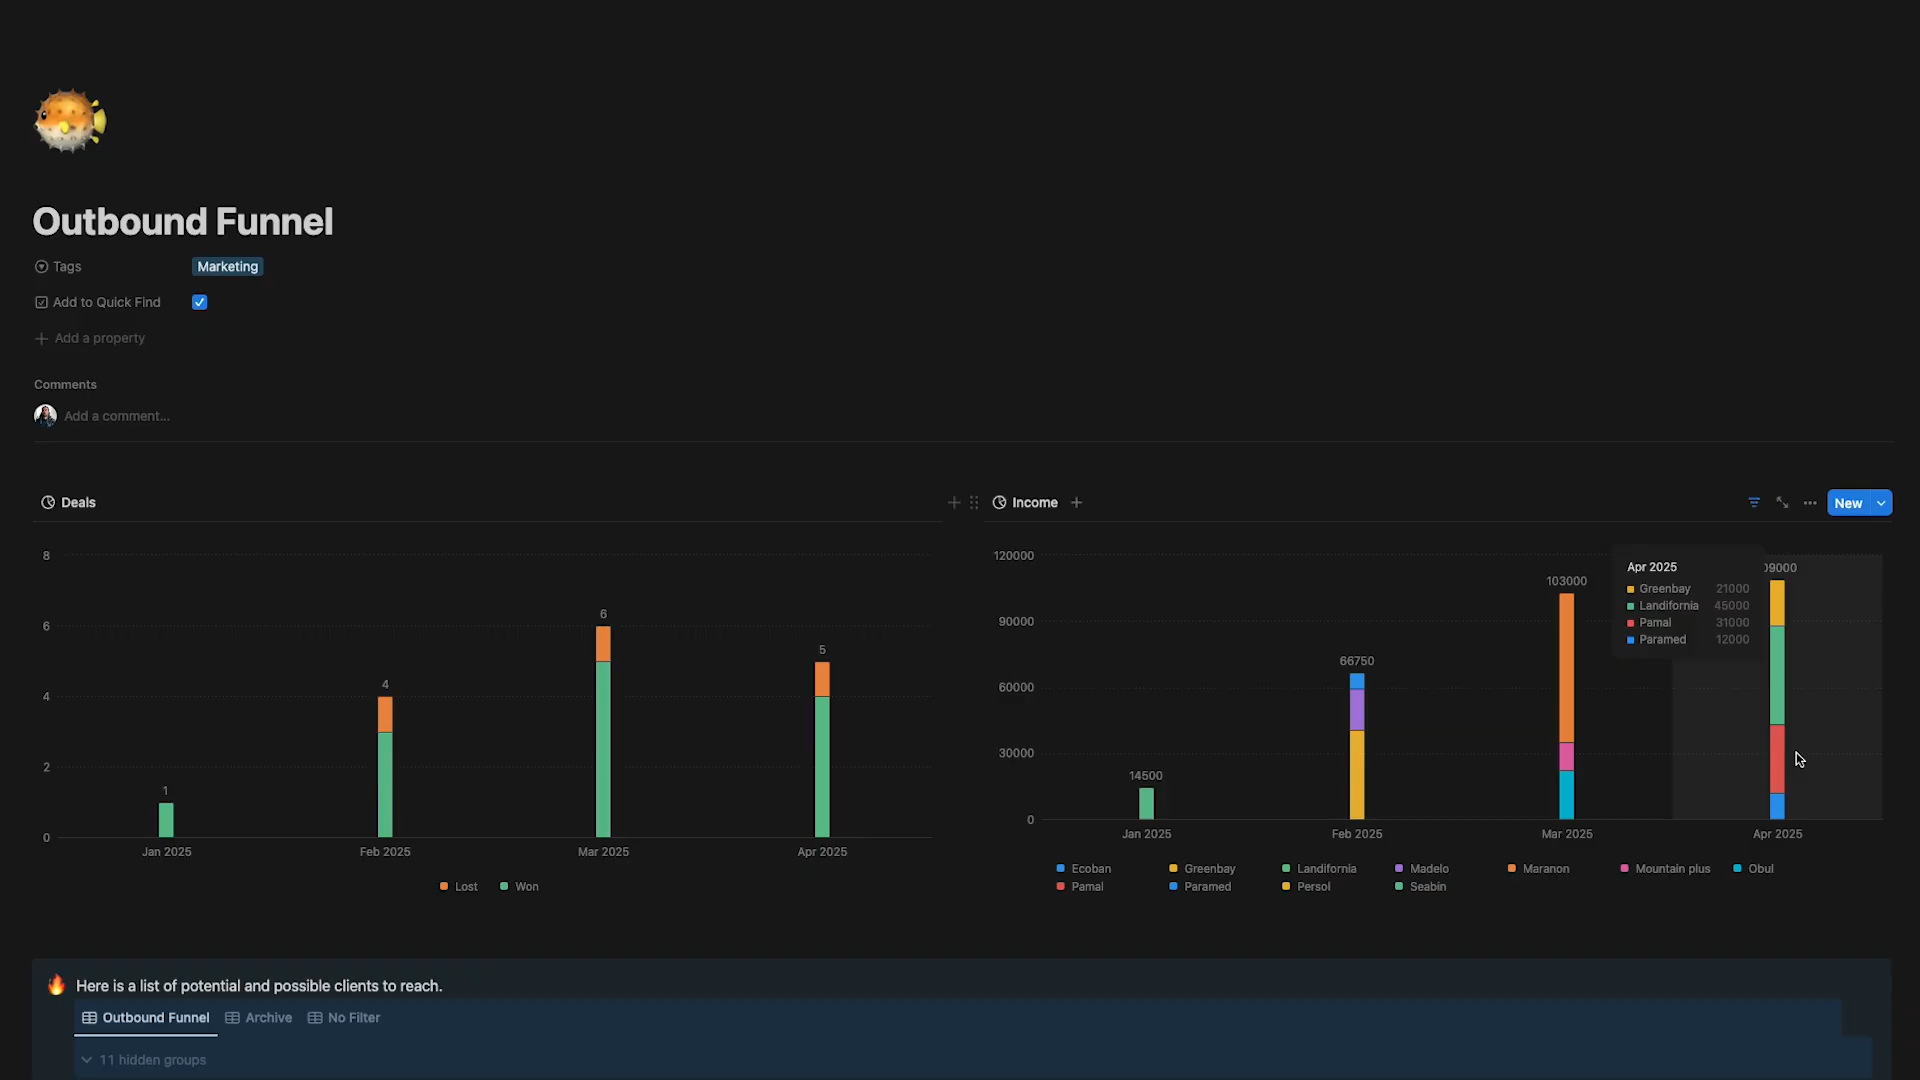 Outbound Funnel
Tags Marketing
Add to Quick Find
Add a property
Comments
Add a comment...
Deals
8
6
4
2
0
1
4
6
5
Jan 2025 Feb 2025 Mar 2025 Apr 2025
Lost Won
Income
New
120000
90000
60000
30000
0
14500
66750
103000
09000
Apr 2025
Greenbay 21000
Landifornia 45000
Pamal 31000
Paramed 12000
Jan 2025 Feb 2025 Mar 2025 Apr 2025
Ecoban Greenbay Landifornia Madelo Maranon Mountain plus Obul
Pamal Paramed Persol Seabin
Here is a list of potential and possible clients to reach.
Outbound Funnel Archive No Filter
11 hidden groups